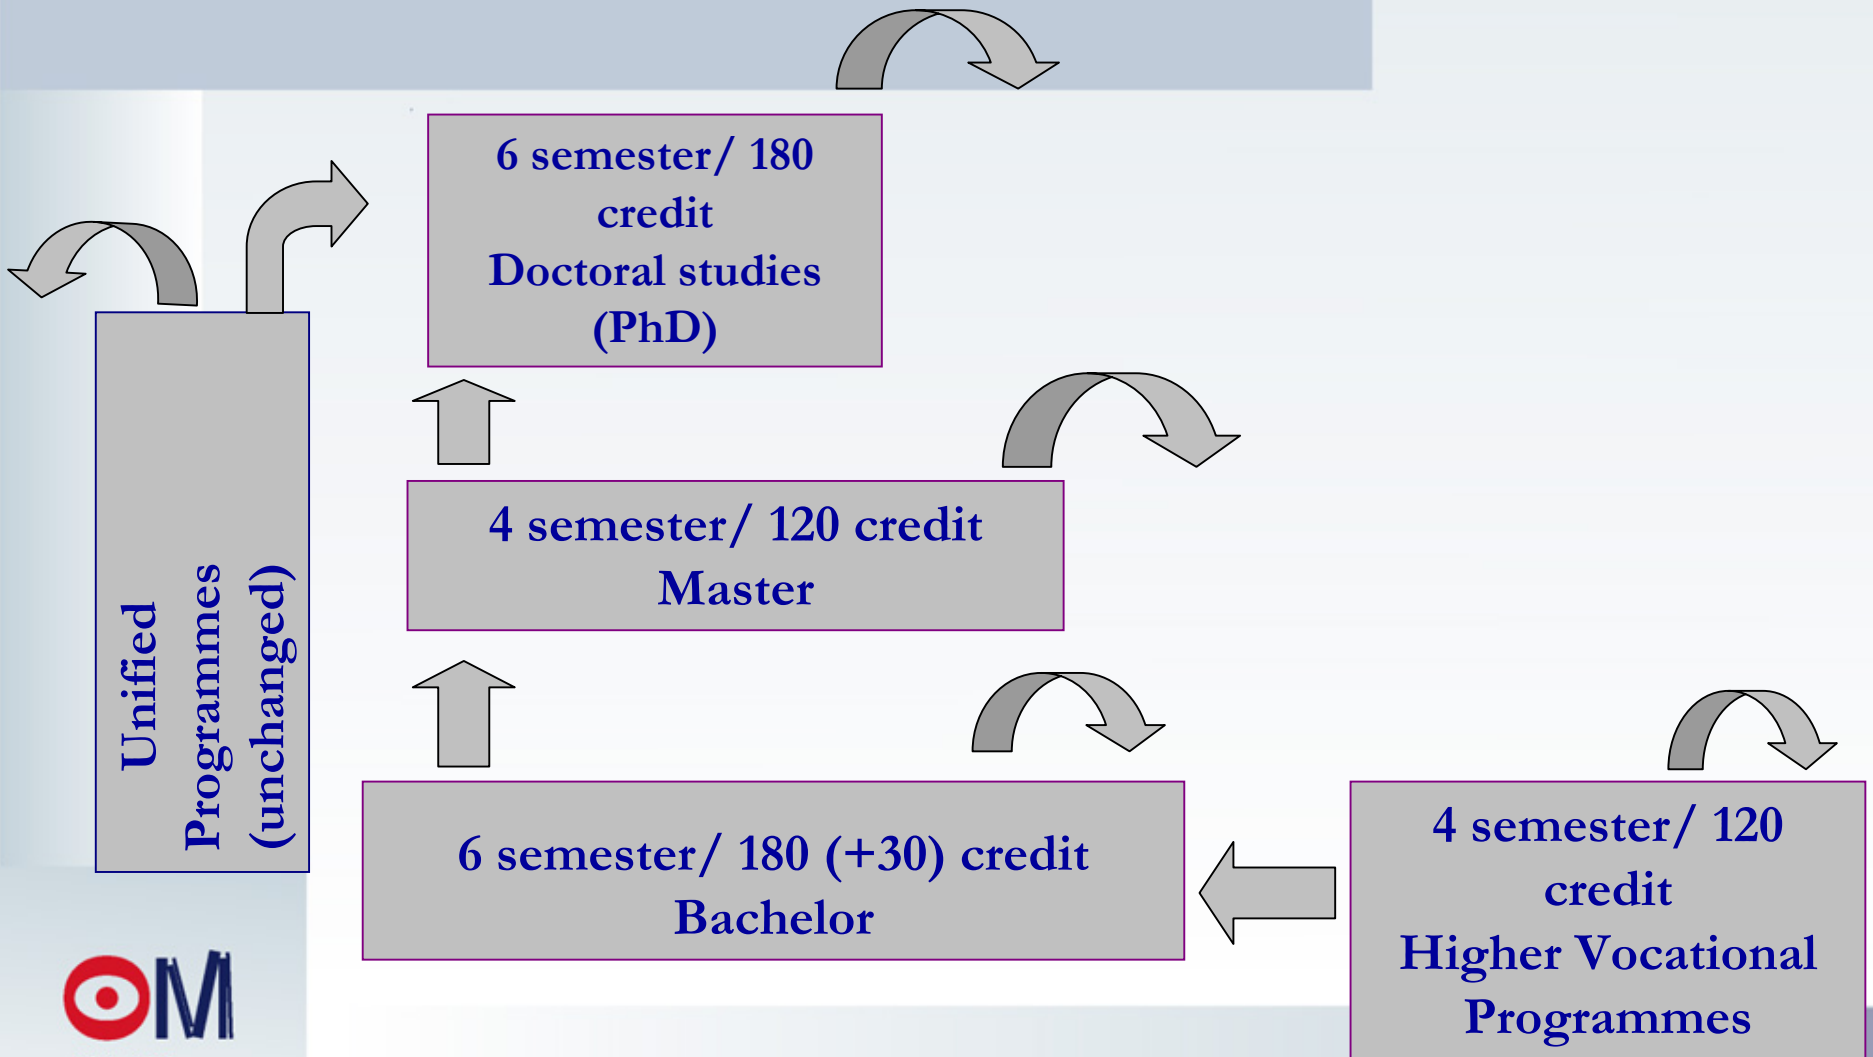 6 semester/ 180
credit
Doctoral studies
(PhD)
4 semester/ 120 credit
Master
Unified
Programmes
(unchanged)
6 semester/ 180 (+30) credit
Bachelor
4 semester/ 120
credit
Higher Vocational
Programmes
OM